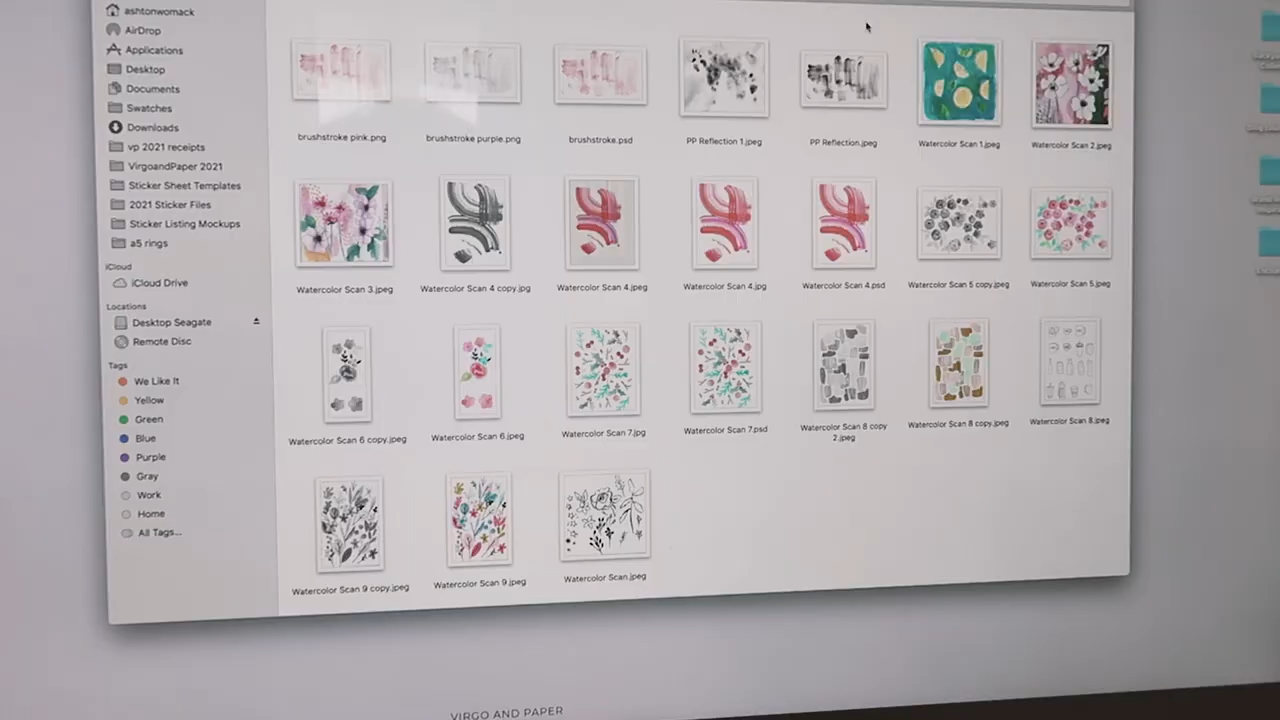 ashtonwomack
AirDrop
Applications
Desktop
Documents
Swatches
Downloads
vp 2021 receipts
VirgoandPaper 2021
Sticker Sheet Templates
2021 Sticker Files
Sticker Listing Mockups
a5 rings
iCloud
iCloud Drive
Locations
Desktop Seagate
Remote Disc
Tags
We Like It
Yellow
Green
Blue
Purple
Gray
Work
Home
All Tags...
brushstroke pink.png
brushstroke purple.png
brushstroke.psd
PP Reflection 1.jpeg
PP Reflection.jpeg
Watercolor Scan 1.jpeg
Watercolor Scan 2.jpeg
Watercolor Scan 3.jpeg
Watercolor Scan 4 copy.jpg
Watercolor Scan 4.jpeg
Watercolor Scan 4.jpg
Watercolor Scan 4.psd
Watercolor Scan 5 copy.jpeg
Watercolor Scan 5.jpeg
Watercolor Scan 6 copy.jpeg
Watercolor Scan 6.jpeg
Watercolor Scan 7.jpg
Watercolor Scan 7.psd
Watercolor Scan 8 copy
2.jpeg
Watercolor Scan 8 copy.jpeg
Watercolor Scan 8.jpeg
Watercolor Scan 9 copy.jpeg
Watercolor Scan 9.jpeg
Watercolor Scan.jpeg
VIRGO AND PAPER